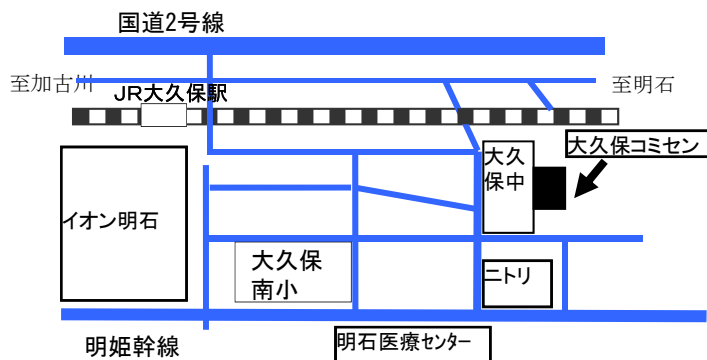 国道2号線
至加古川
至明石
JR大久保駅
大久保コミセン
大久
保中
イオン明石
大久保
南小
ニトリ
明姫幹線
明石医療センター